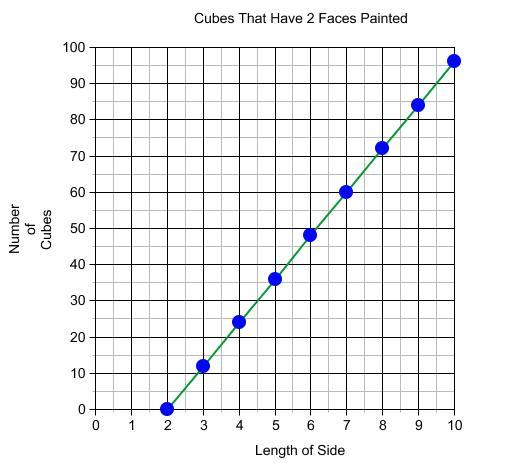 Cubes That Have 2 Faces Painted
100
90
80
70
60
50
40
30
20
10
0
Number
of
Cubes
0 1 2 3 4 5 6 7 8 9 10
Length of Side